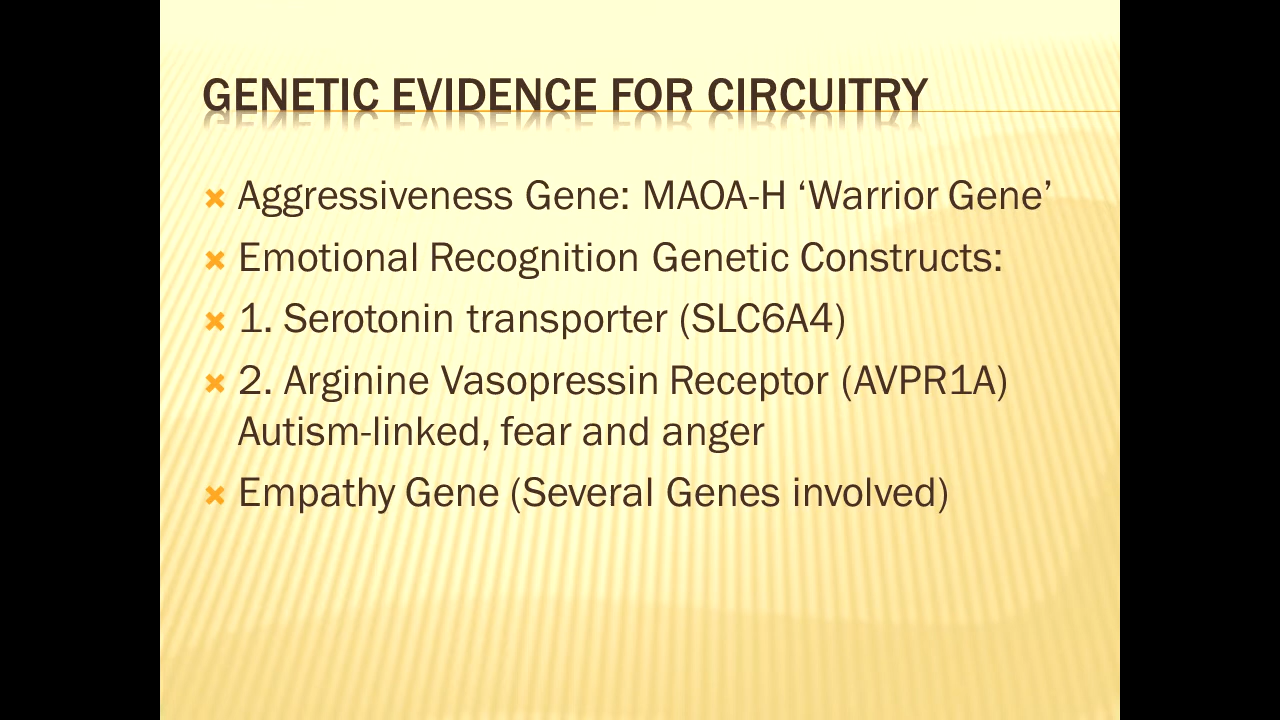 GENETIC EVIDENCE FOR CIRCUITRY
Aggressiveness Gene: MAOA-H ‘Warrior Gene’
Emotional Recognition Genetic Constructs:
1. Serotonin transporter (SLC6A4)
2. Arginine Vasopressin Receptor (AVPR1A)
Autism-linked, fear and anger
Empathy Gene (Several Genes involved)